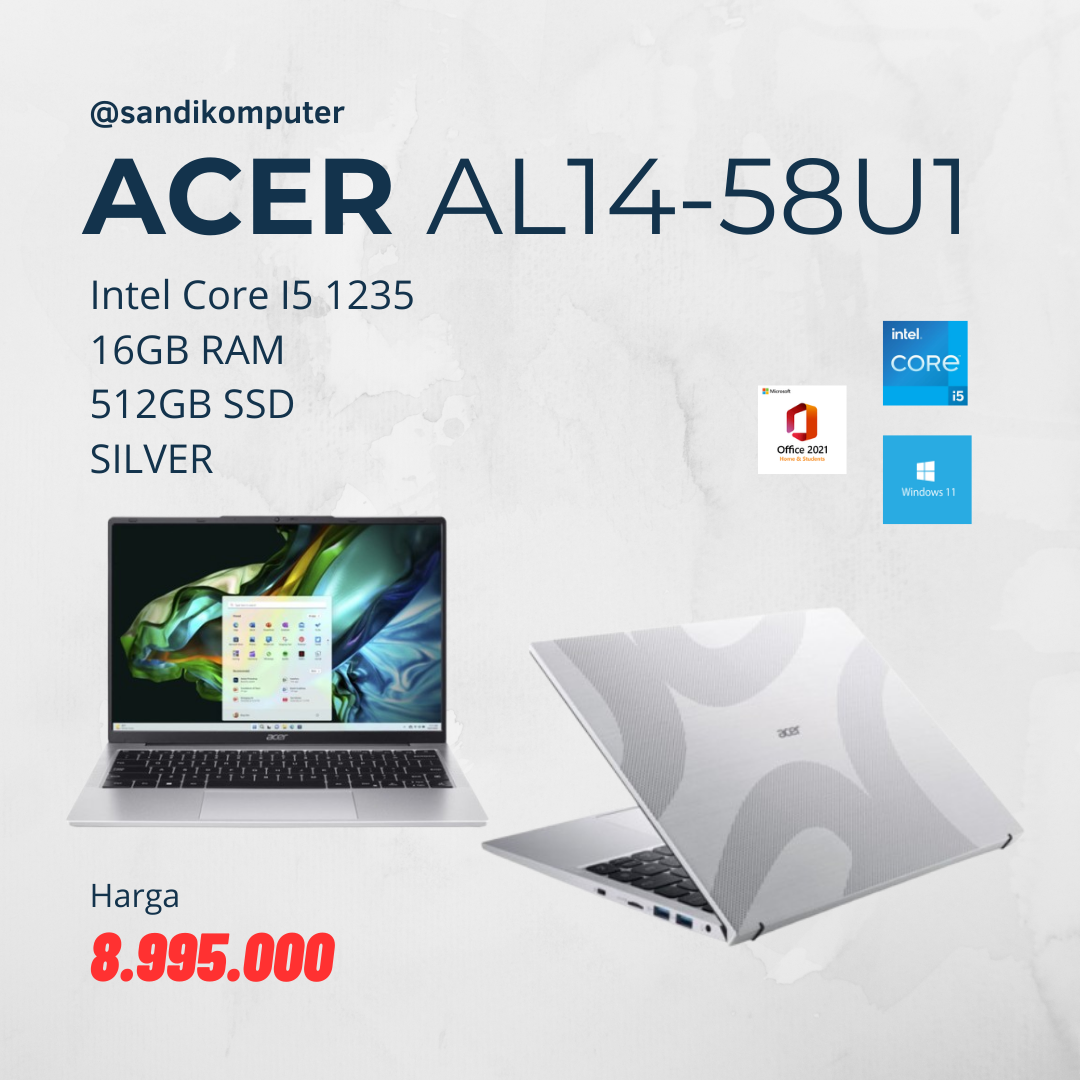 @sandikomputer
ACER AL14-58U1
Intel Core I5 1235
16GB RAM
512GB SSD
SILVER
intel.
CORE
i5
Microsoft
Office 2021
Home & Students
Windows 11
acer
acer
Harga
8.995.000